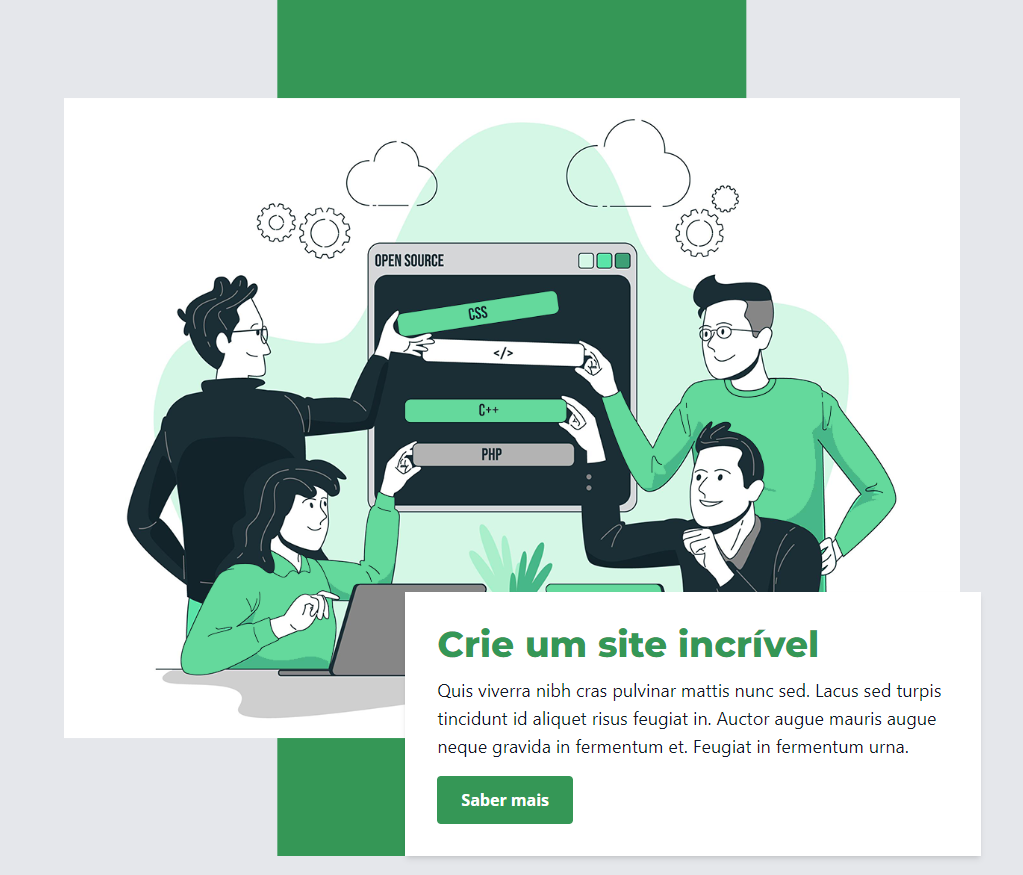 OPEN SOURCE
CSS
</>
C++
PHP
Crie um site incrível
Quis viverra nibh cras pulvinar mattis nunc sed. Lacus sed turpis
tincidunt id aliquet risus feugiat in. Auctor augue mauris augue
neque gravida in fermentum et. Feugiat in fermentum urna.
Saber mais